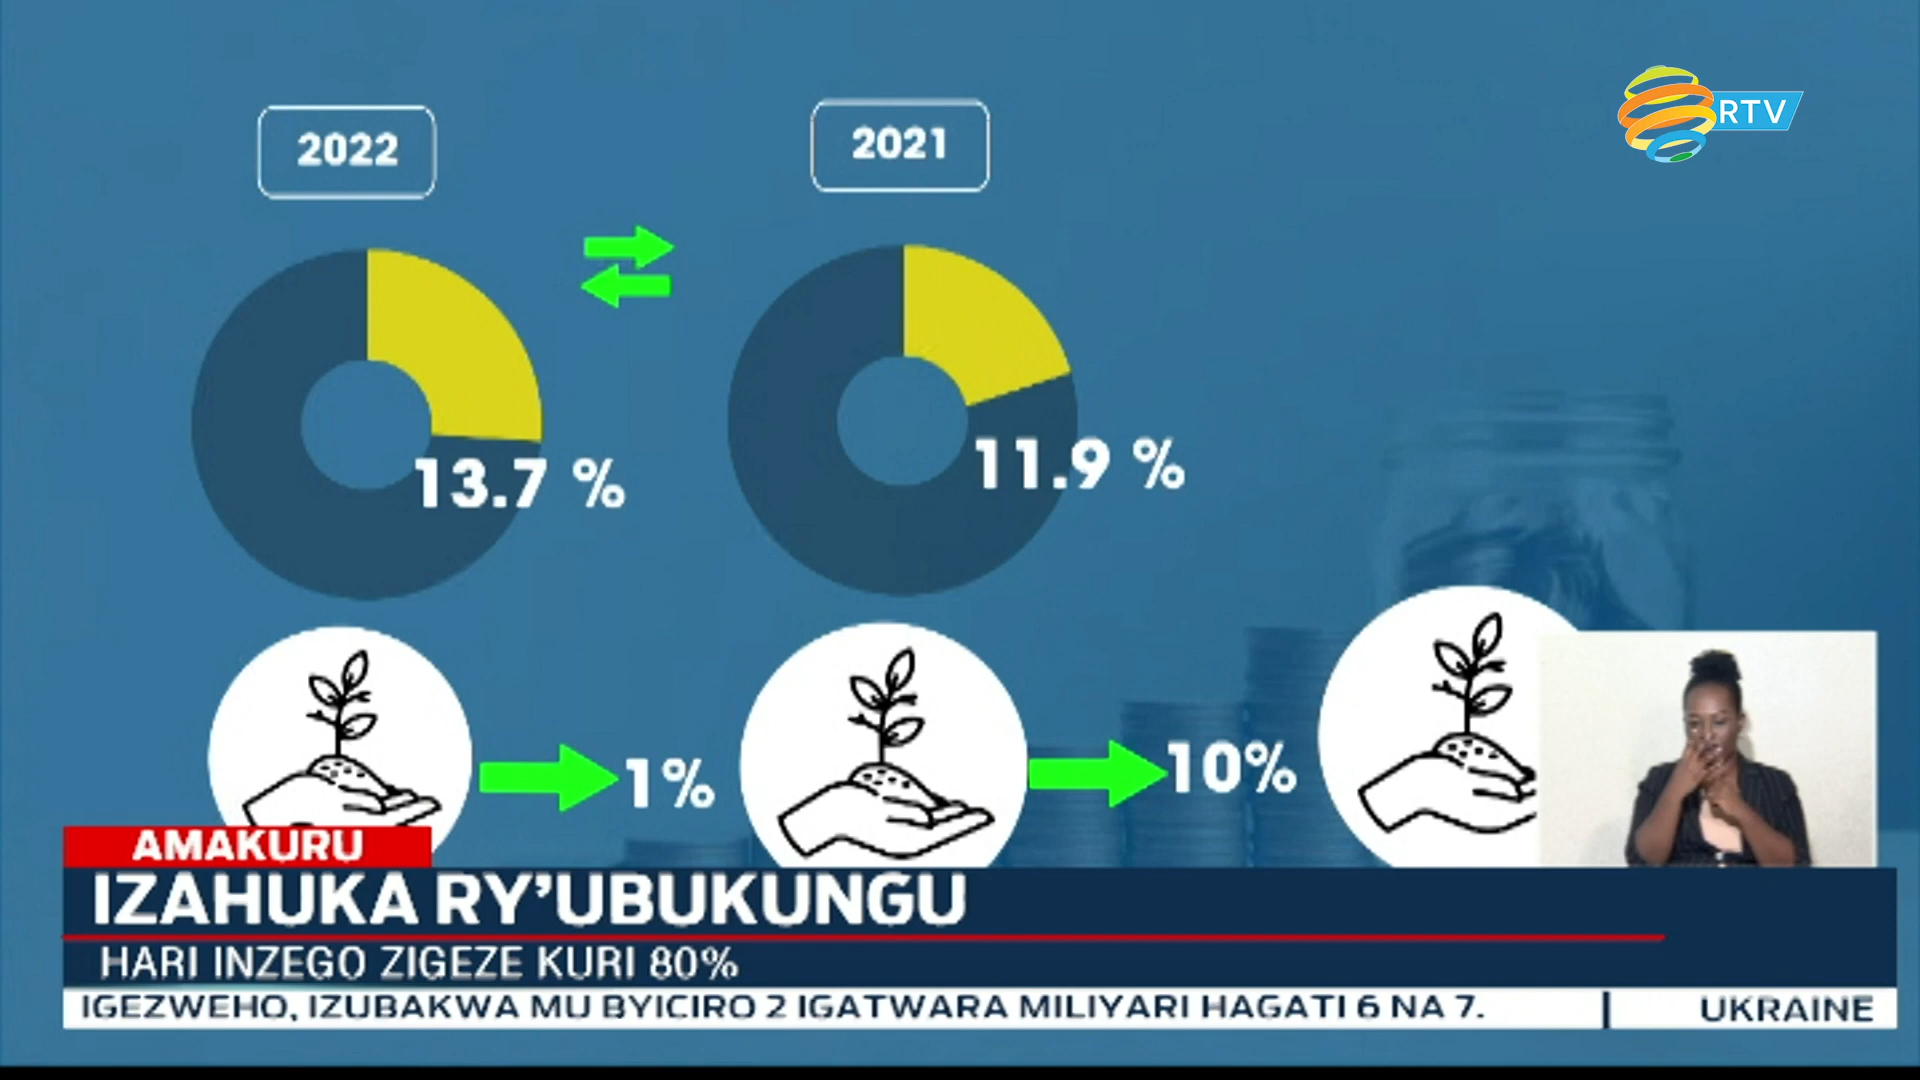 RTV
2022
2021
13.7 %
11.9 %
1%
10%
AMAKURU
IZAHUKA RY'UBUKUNGU
HARI INZEGO ZIGEZE KURI 80%
IGEZWEHO, IZUBAKWA MU BYICIRO 2 IGATWARA MILIYARI HAGATI 6 NA 7. | UKRAINE